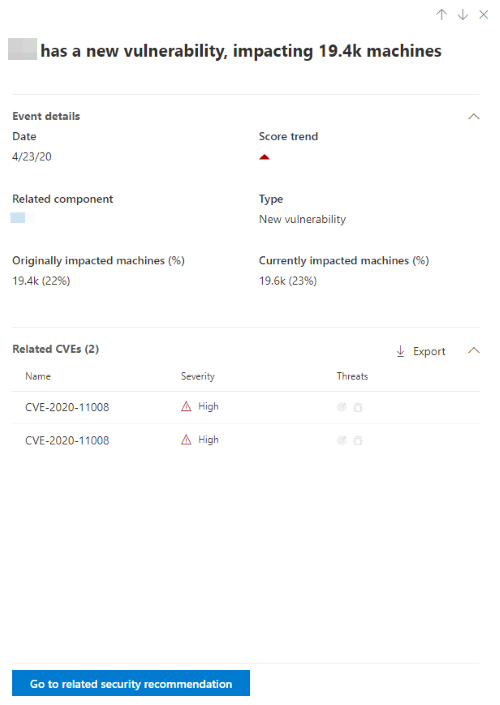 has a new vulnerability, impacting 19.4k machines
Event details
Date
Score trend
4/23/20
Related component
Type
New vulnerability
Originally impacted machines (%)
Currently impacted machines (%)
19.4k (22%)
19.6k (23%)
Related CVEs (2)
Export
Name Severity Threats
CVE-2020-11008 High
CVE-2020-11008 High
Go to related security recommendation